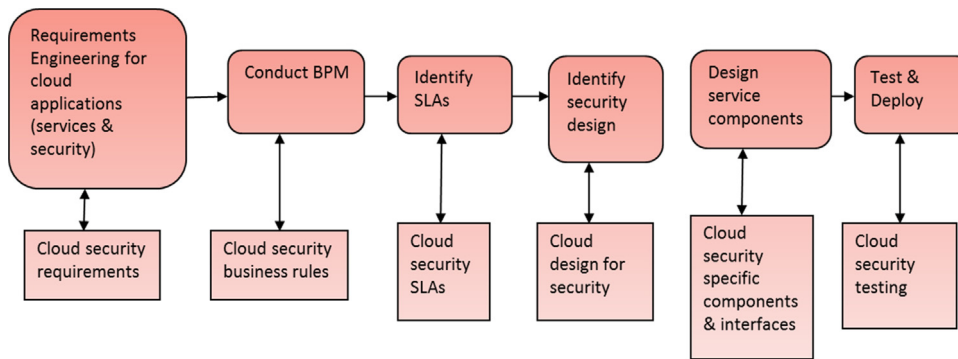 Requirements
Engineering for
cloud
applications
(services &
security)
Conduct BPM
Identify
SLAs
Identify
security
design
Design
service
components
Test &
Deploy
Cloud security
requirements
Cloud security
business rules
Cloud
security
SLAs
Cloud
design for
security
Cloud
security
specific
components
& interfaces
Cloud
security
testing